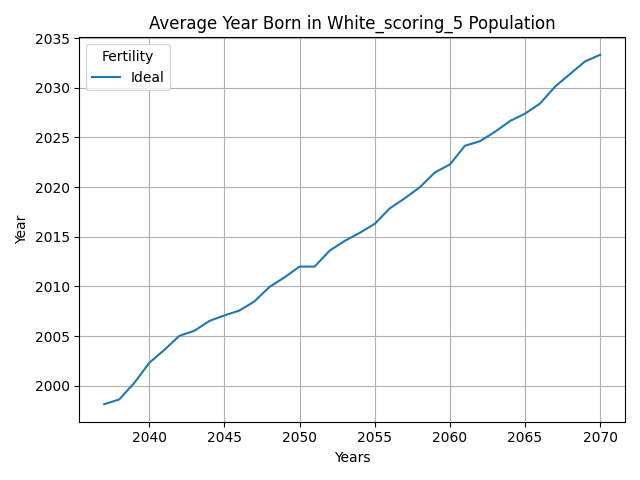 Average Year Born in White_scoring_5 Population
Fertility
Ideal
2035
2030
2025
2020
2015
2010
2005
2000
Year
2040 2045 2050 2055 2060 2065 2070
Years